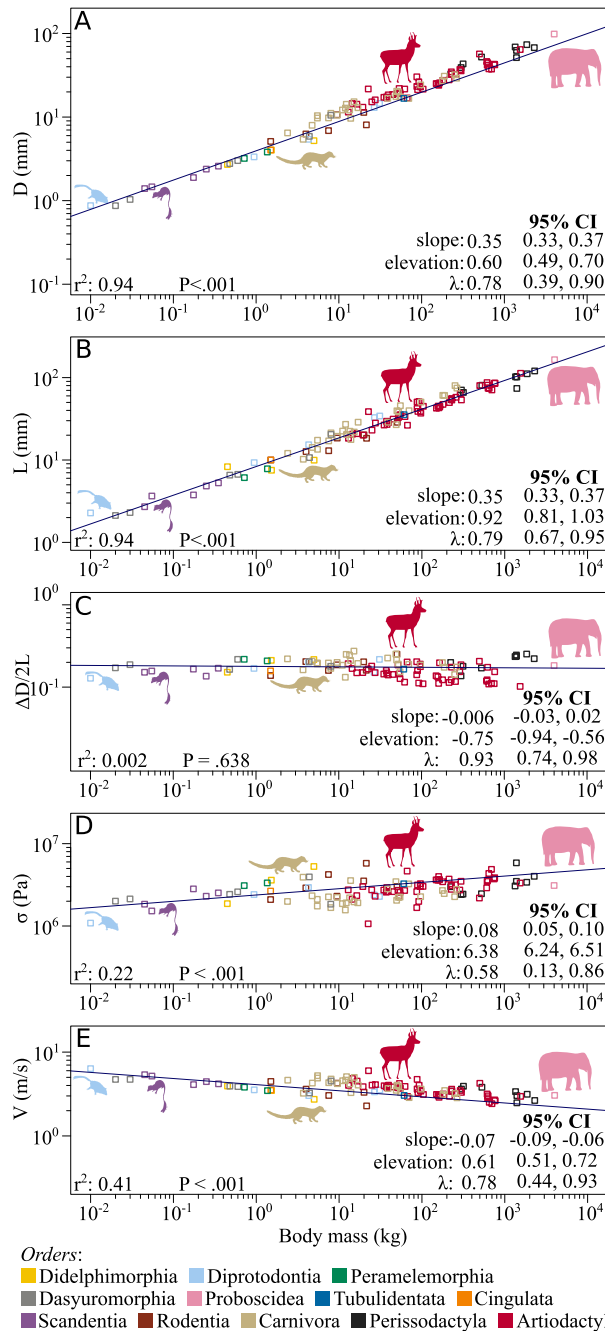 A
10²
10¹
10⁰
10⁻¹
D (mm)
95% CI
slope: 0.35 0.33, 0.37
elevation: 0.60 0.49, 0.70
λ: 0.78 0.39, 0.90
r²: 0.94 P<.001
10⁻² 10⁻¹ 10⁰ 10¹ 10² 10³ 10⁴
B
10²
10¹
10⁰
L (mm)
95% CI
slope: 0.35 0.33, 0.37
elevation: 0.92 0.81, 1.03
λ: 0.79 0.67, 0.95
r²: 0.94 P<.001
10⁻² 10⁻¹ 10⁰ 10¹ 10² 10³ 10⁴
C
10⁰
10⁻¹
ΔD/2L
95% CI
slope: -0.006 -0.03, 0.02
elevation: -0.75 -0.94, -0.56
λ: 0.93 0.74, 0.98
r²: 0.002 P = .638
10⁻² 10⁻¹ 10⁰ 10¹ 10² 10³ 10⁴
D
10⁷
10⁶
σ (Pa)
95% CI
slope: 0.08 0.05, 0.10
elevation: 6.38 6.24, 6.51
λ: 0.58 0.13, 0.86
r²: 0.22 P < .001
10⁻² 10⁻¹ 10⁰ 10¹ 10² 10³ 10⁴
E
10¹
10⁰
V (m/s)
95% CI
slope: -0.07 -0.09, -0.06
elevation: 0.61 0.51, 0.72
λ: 0.78 0.44, 0.93
r²: 0.41 P < .001
10⁻² 10⁻¹ 10⁰ 10¹ 10² 10³ 10⁴
Body mass (kg)
Orders:
Didelphimorphia Diprotodontia Peramelemorphia
Dasyuromorphia Proboscidea Tubulidentata Cingulata
Scandentia Rodentia Carnivora Perissodactyla Artiodactyl